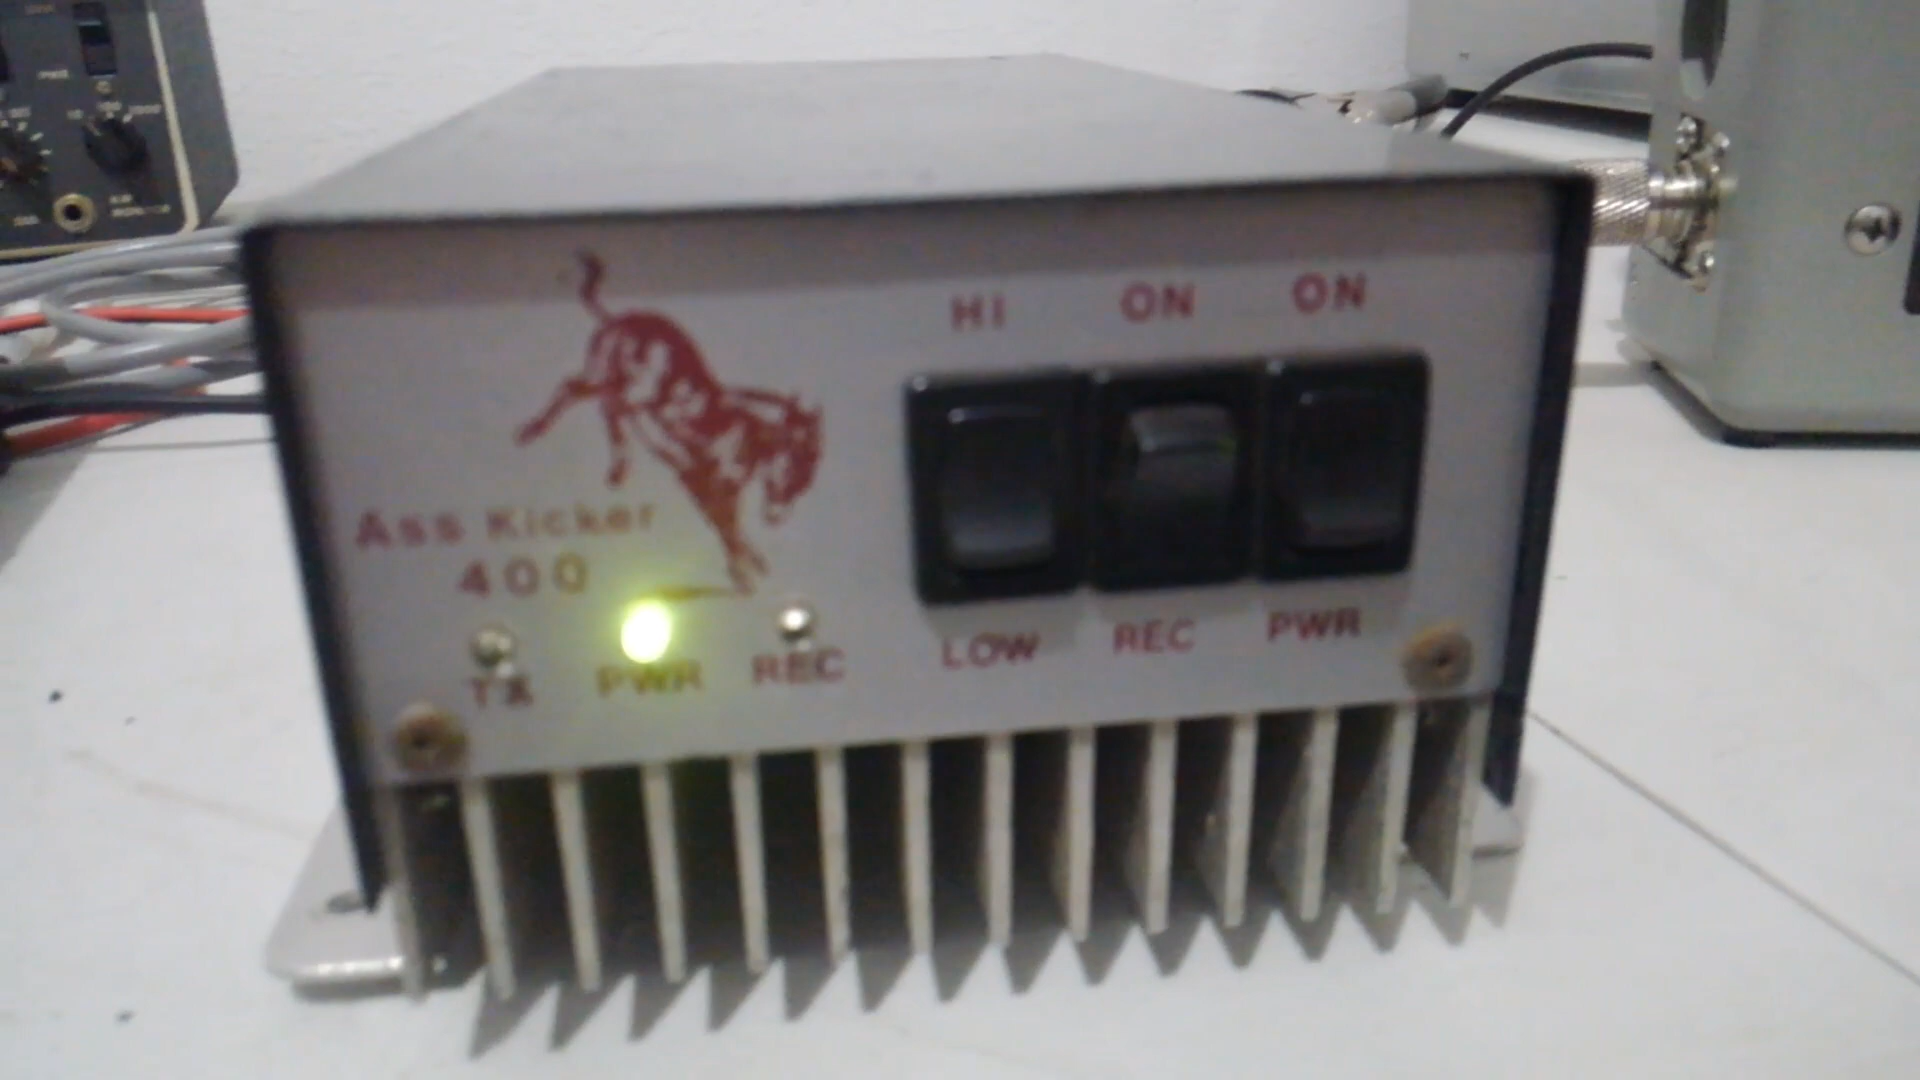 HI ON ON
Ass Kicker
400
TX PWR REC
LOW REC PWR